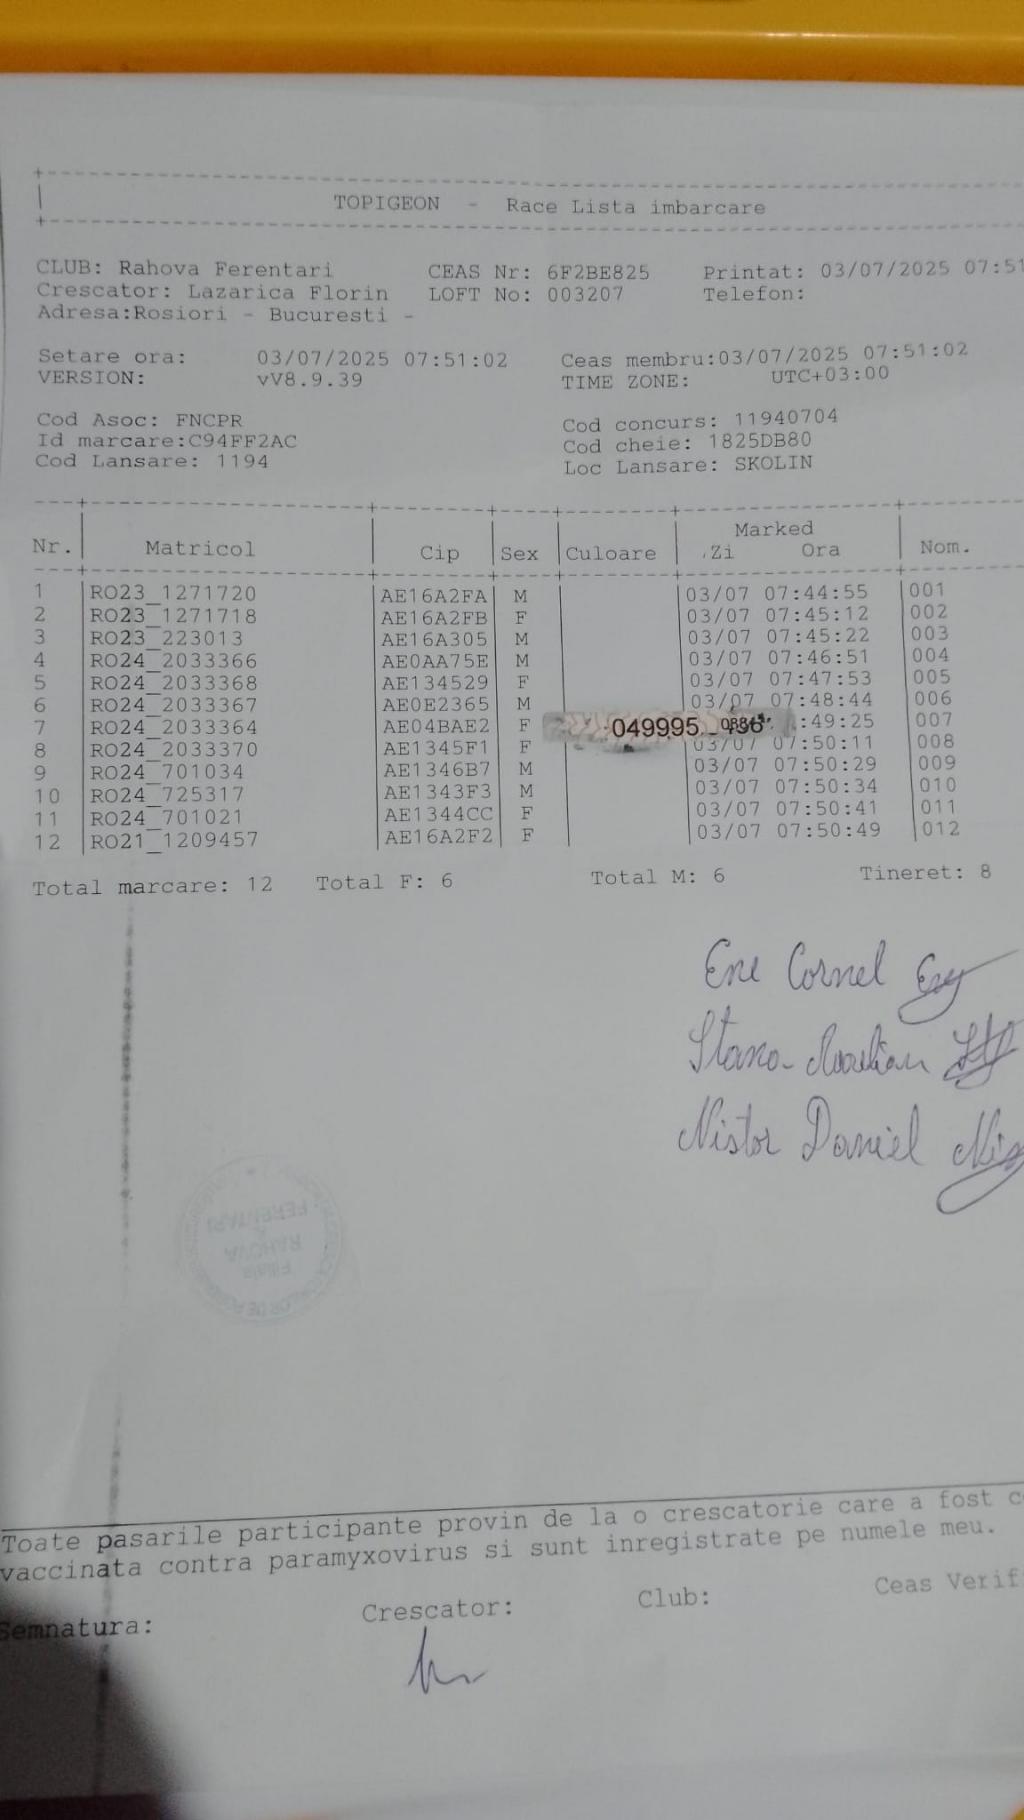 TOPIGEON - Race Lista imbarcare
CLUB: Rahova Ferentari CEAS Nr: 6F2BE825 Printat: 03/07/2025 07:51
Crescator: Lazarica Florin LOFT No: 003207 Telefon:
Adresa:Rosiori - Bucuresti -
Setare ora: 03/07/2025 07:51:02 Ceas membru:03/07/2025 07:51:02
VERSION: vV8.9.39 TIME ZONE: UTC+03:00
Cod Asoc: FNCPR Cod concurs: 11940704
Id marcare:C94FF2AC Cod cheie: 1825DB80
Cod Lansare: 1194 Loc Lansare: SKOLIN
Marked
Nr. Matricol Cip Sex Culoare Zi Ora Nom.
1 RO23_1271720 AE16A2FA M 03/07 07:44:55 001
2 RO23_1271718 AE16A2FB F 03/07 07:45:12 002
3 RO23_223013 AE16A305 M 03/07 07:45:22 003
4 RO24_2033366 AE0AA75E M 03/07 07:46:51 004
5 RO24_2033368 AE134529 F 03/07 07:47:53 005
6 RO24_2033367 AE0E2365 M 03/07 07:48:44 006
7 RO24_2033364 AE04BAE2 F 049995 :49:25 007
8 RO24_2033370 AE1345F1 F 03/07 07:50:11 008
9 RO24_701034 AE1346B7 M 03/07 07:50:29 009
10 RO24_725317 AE1343F3 M 03/07 07:50:34 010
11 RO24_701021 AE1344CC F 03/07 07:50:41 011
12 RO21_1209457 AE16A2F2 F 03/07 07:50:49 012
Total marcare: 12 Total F: 6 Total M: 6 Tineret: 8
Ene Cornel
Nistor Daniel
FERENTARI
RAHOVA
Filiala
Toate pasarile participante provin de la o crescatorie care a fost
vaccinata contra paramyxovirus si sunt inregistrate pe numele meu.
Semnatura: Crescator: Club: Ceas Verif